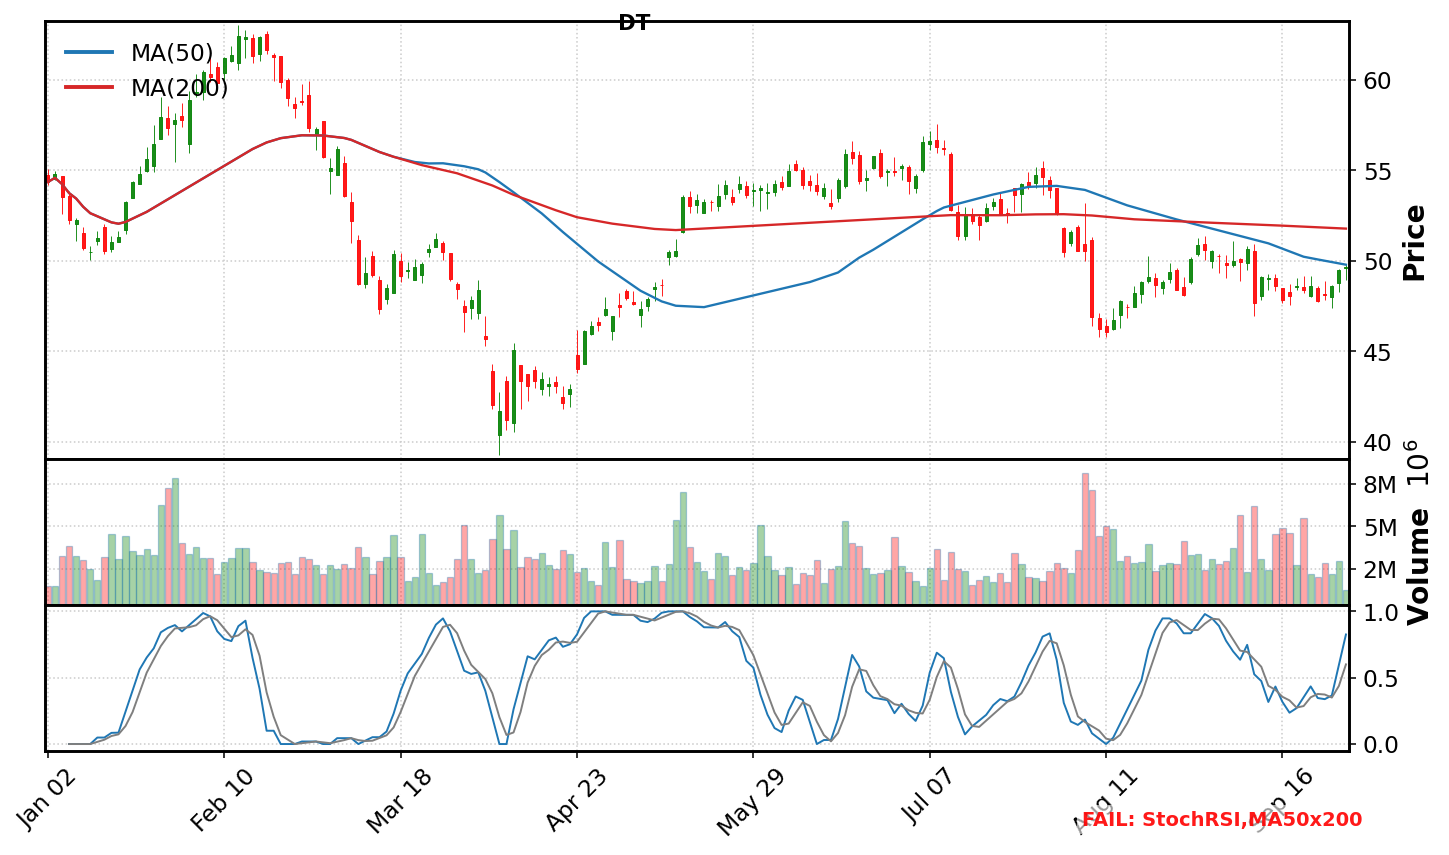 DT
MA(50)
MA(200)
60
55
50
45
40
Price
8M
5M
2M
Volume 10⁶
1.0
0.5
0.0
Jan 02
Feb 10
Mar 18
Apr 23
May 29
Jul 07
Aug 11
Sep 16
FAIL: StochRSI,MA50x200